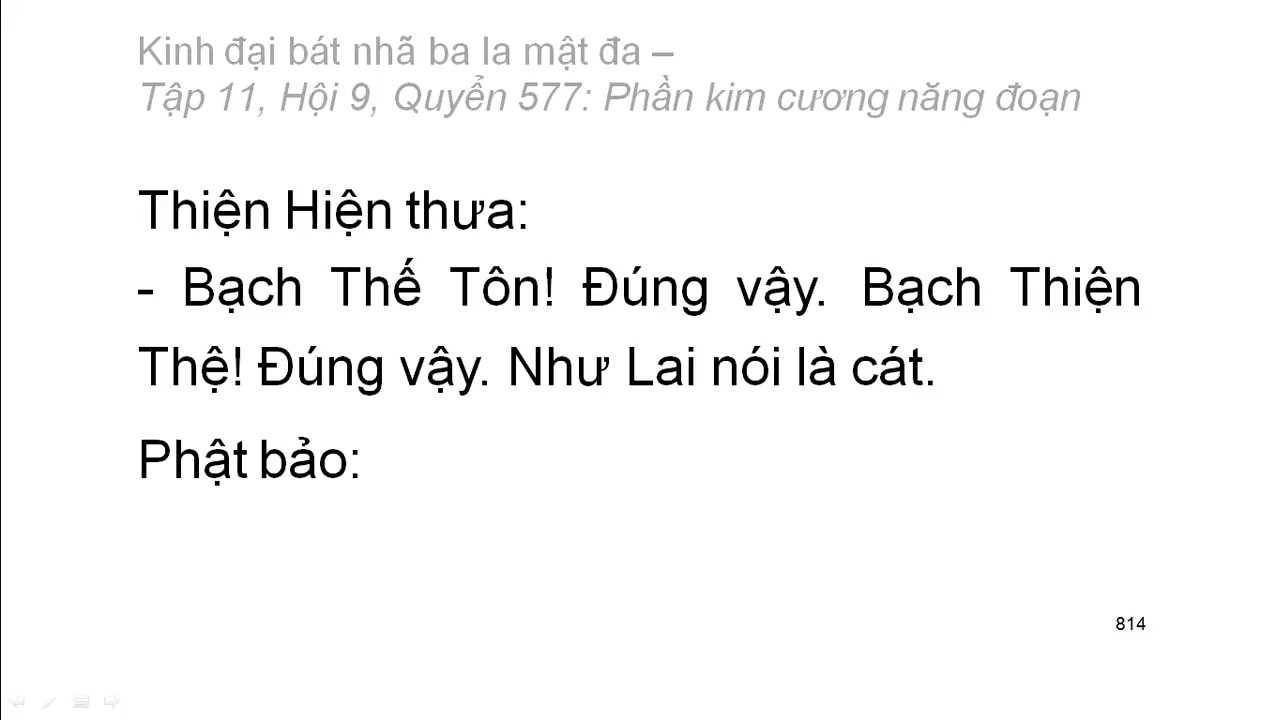 Kinh đại bát nhã ba la mật đa –
Tập 11, Hội 9, Quyển 577: Phần kim cương năng đoạn
Thiện Hiện thưa:
- Bạch Thế Tôn! Đúng vậy. Bạch Thiện
Thệ! Đúng vậy. Như Lai nói là cát.
Phật bảo:
814